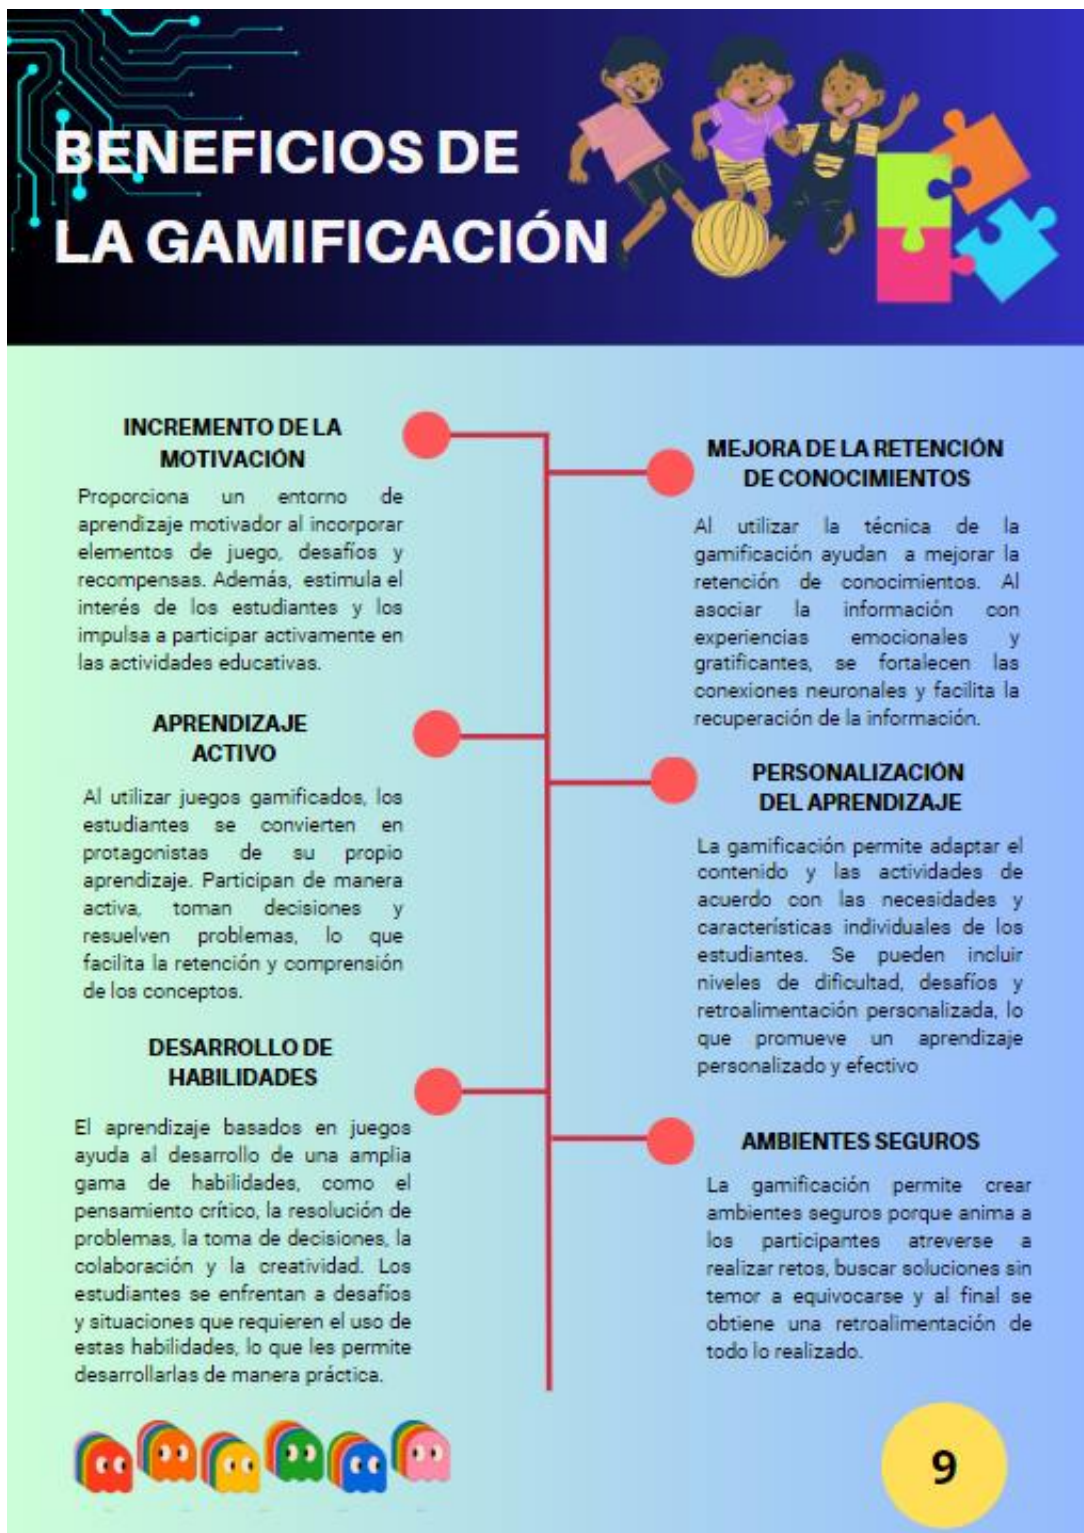 BENEFICIOS DE
LA GAMIFICACIÓN
INCREMENTO DE LA
MOTIVACIÓN
Proporciona un entorno de
aprendizaje motivador al incorporar
elementos de juego, desafíos y
recompensas. Además, estimula el
interés de los estudiantes y los
impulsa a participar activamente en
las actividades educativas.
MEJORA DE LA RETENCIÓN
DE CONOCIMIENTOS
Al utilizar la técnica de la
gamificación ayudan a mejorar la
retención de conocimientos. Al
asociar la información con
experiencias emocionales y
gratificantes, se fortalecen las
conexiones neuronales y facilita la
recuperación de la información.
APRENDIZAJE
ACTIVO
Al utilizar juegos gamificados, los
estudiantes se convierten en
protagonistas de su propio
aprendizaje. Participan de manera
activa, toman decisiones y
resuelven problemas, lo que
facilita la retención y comprensión
de los conceptos.
PERSONALIZACIÓN
DEL APRENDIZAJE
La gamificación permite adaptar el
contenido y las actividades de
acuerdo con las necesidades y
características individuales de los
estudiantes. Se pueden incluir
niveles de dificultad, desafíos y
retroalimentación personalizada, lo
que promueve un aprendizaje
personalizado y efectivo
DESARROLLO DE
HABILIDADES
El aprendizaje basados en juegos
ayuda al desarrollo de una amplia
gama de habilidades, como el
pensamiento crítico, la resolución de
problemas, la toma de decisiones, la
colaboración y la creatividad. Los
estudiantes se enfrentan a desafíos
y situaciones que requieren el uso de
estas habilidades, lo que les permite
desarrollarlas de manera práctica.
AMBIENTES SEGUROS
La gamificación permite crear
ambientes seguros porque anima a
los participantes atreverse a
realizar retos, buscar soluciones sin
temor a equivocarse y al final se
obtiene una retroalimentación de
todo lo realizado.
9